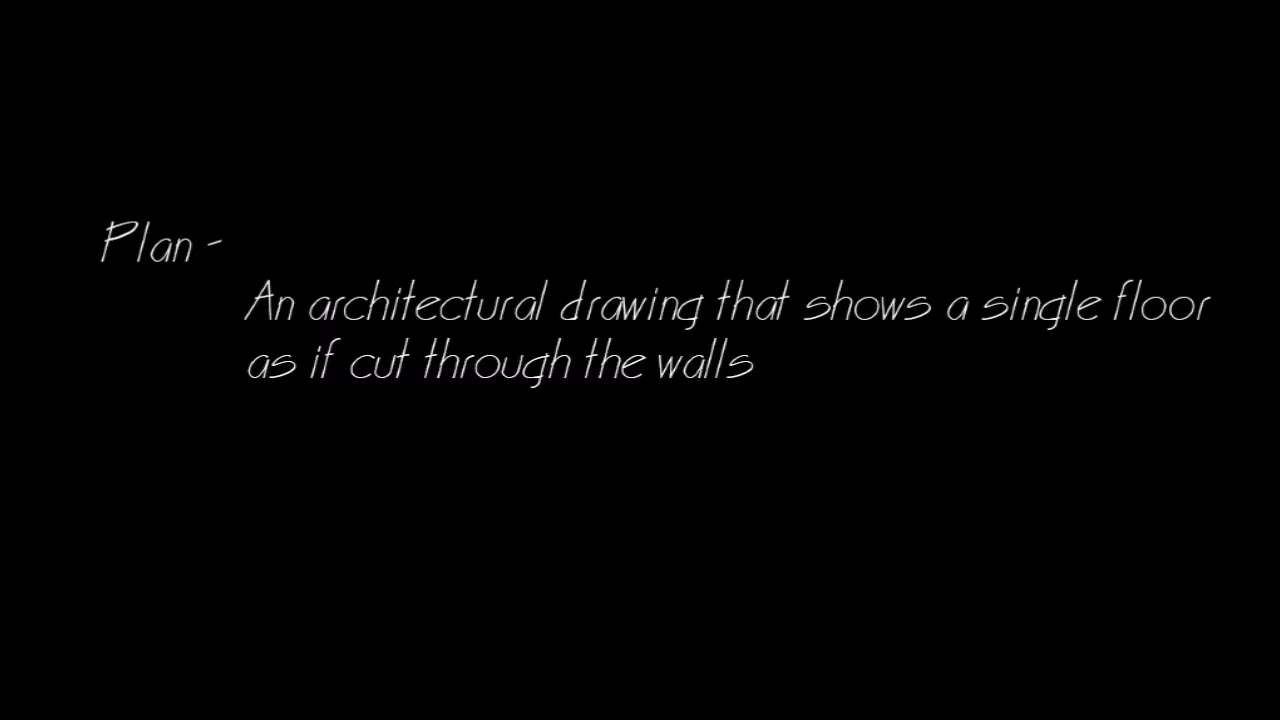 Plan -
An architectural drawing that shows a single floor
as if cut through the walls